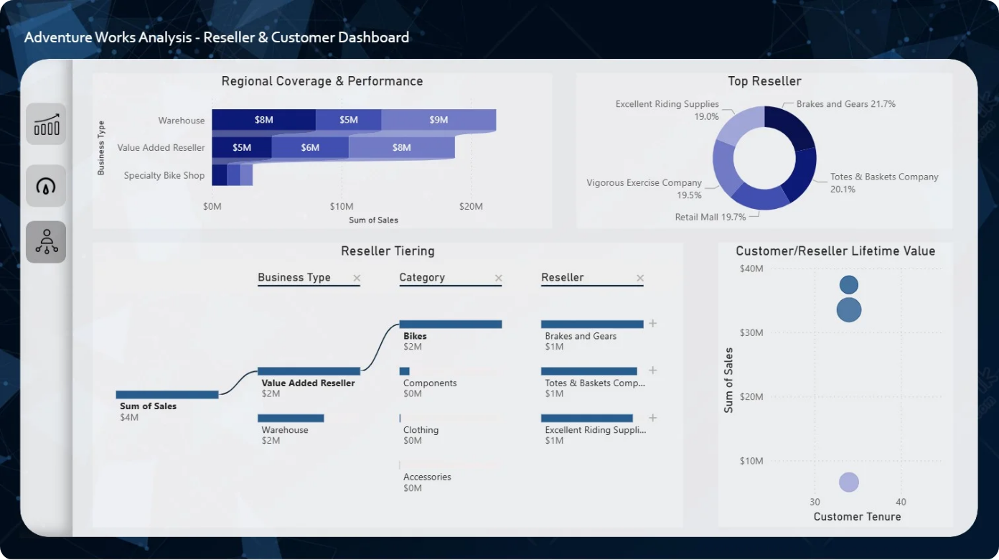 Adventure Works Analysis - Reseller & Customer Dashboard
Regional Coverage & Performance
Business Type
Warehouse
$8M
$5M
$9M
Value Added Reseller
$5M
$6M
$8M
Specialty Bike Shop
$0M
$10M
$20M
Sum of Sales
Top Reseller
Excellent Riding Supplies
19.0%
Brakes and Gears 21.7%
Totes & Baskets Company
20.1%
Vigorous Exercise Company
19.5%
Retail Mall 19.7%
Reseller Tiering
Business Type
Category
Reseller
Sum of Sales
$4M
Value Added Reseller
$2M
Warehouse
$2M
Bikes
$2M
Components
$0M
Clothing
$0M
Accessories
$0M
Brakes and Gears
$1M
Totes & Baskets Comp...
$1M
Excellent Riding Suppli...
$1M
Customer/Reseller Lifetime Value
Sum of Sales
$40M
$30M
$20M
$10M
30
40
Customer Tenure